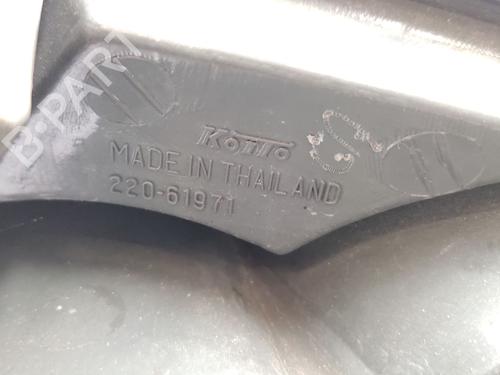 B-PART
KOITO
MADE IN THAILAND
220-61971